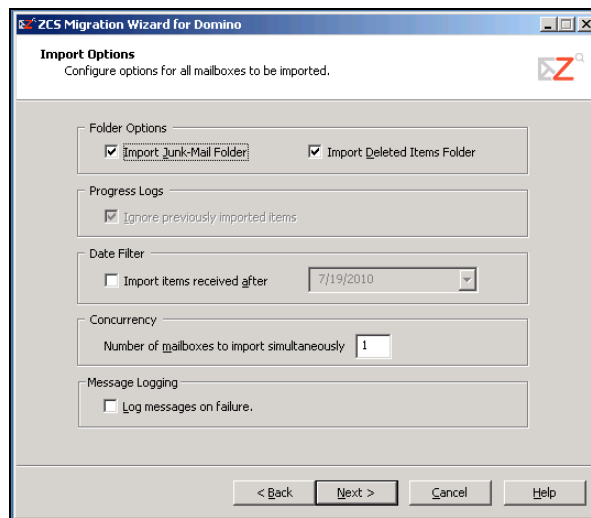 ZCS Migration Wizard for Domino
Import Options
Configure options for all mailboxes to be imported.
Folder Options
Import Junk-Mail Folder Import Deleted Items Folder
Progress Logs
Ignore previously imported items
Date Filter
Import items received after 7/19/2010
Concurrency
Number of mailboxes to import simultaneously 1
Message Logging
Log messages on failure.
< Back Next > Cancel Help